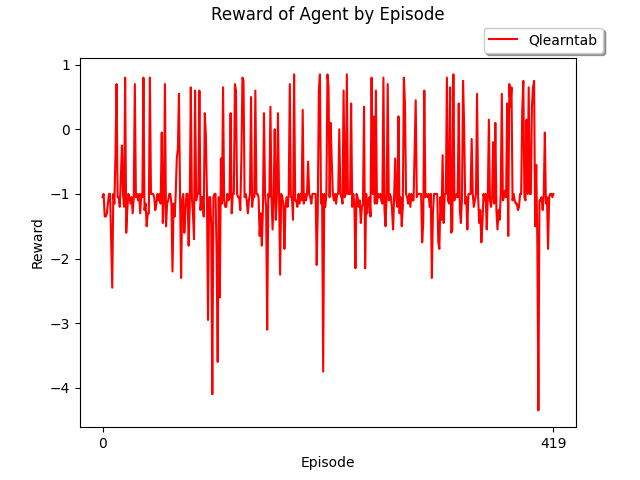 Reward of Agent by Episode
Qlearntab
1
0
−1
−2
−3
−4
Reward
0
419
Episode